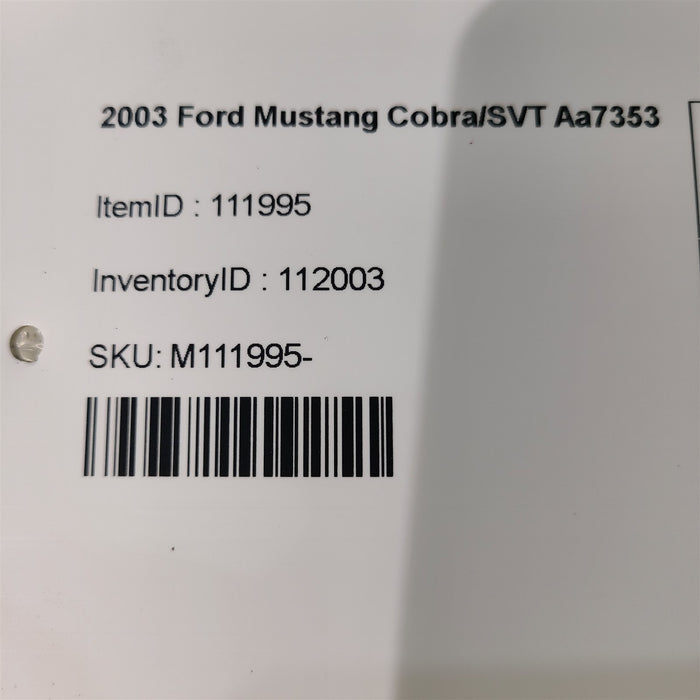 2003 Ford Mustang Cobra/SVT Aa7353
ItemID : 111995
InventoryID : 112003
SKU: M111995-